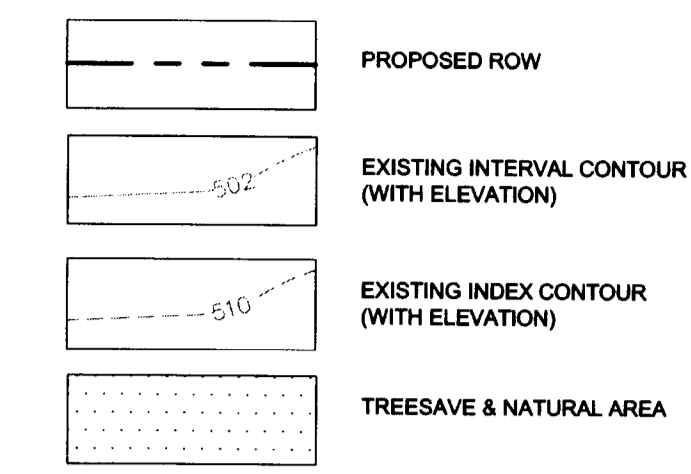 PROPOSED ROW
502
EXISTING INTERVAL CONTOUR
(WITH ELEVATION)
510
EXISTING INDEX CONTOUR
(WITH ELEVATION)
TREESAVE & NATURAL AREA